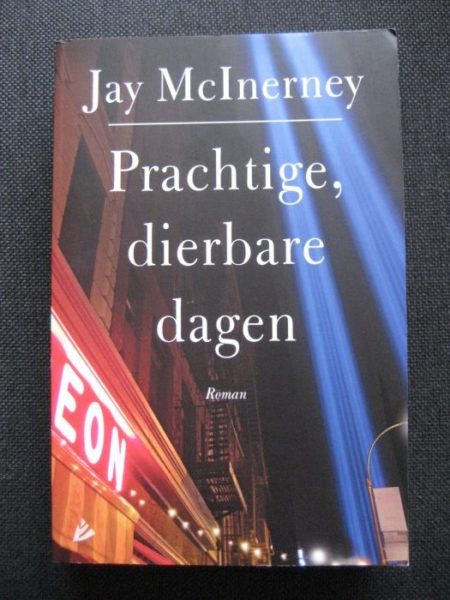 Jay McInerney
Prachtige,
dierbare
dagen
Roman
EON